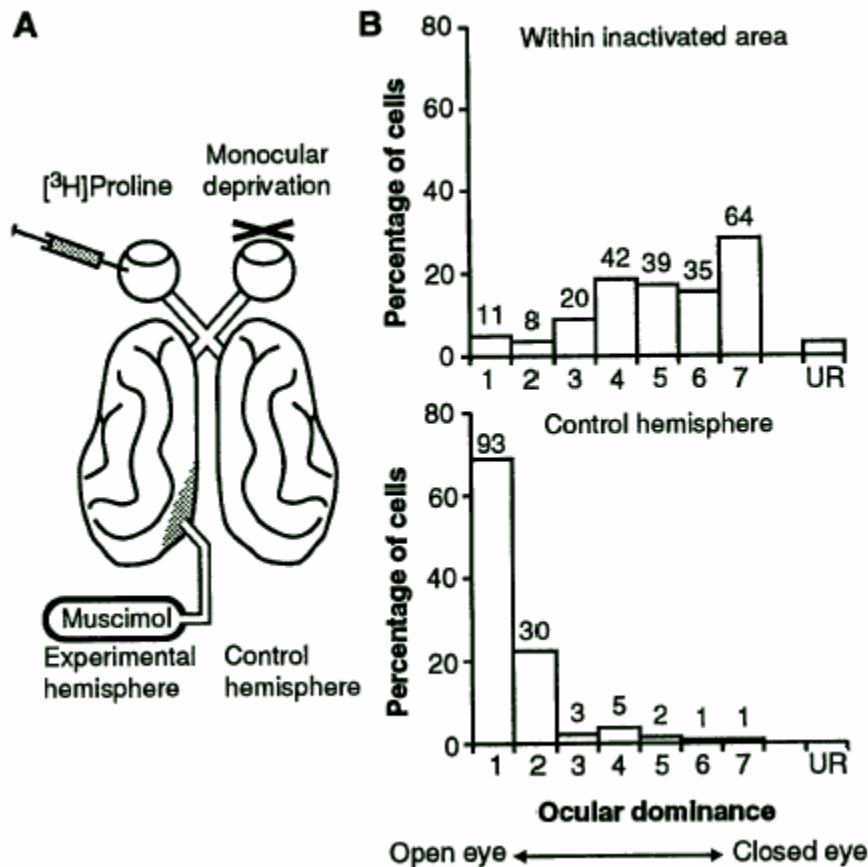 A
[³H]Proline
Monocular
deprivation
Muscimol
Experimental
hemisphere
Control
hemisphere
B
Within inactivated area
Percentage of cells
80
60
40
20
0
11
8
20
42
39
35
64
1 2 3 4 5 6 7 UR
Control hemisphere
Percentage of cells
80
60
40
20
0
93
30
3
5
2
1
1
1 2 3 4 5 6 7 UR
Ocular dominance
Open eye Closed eye